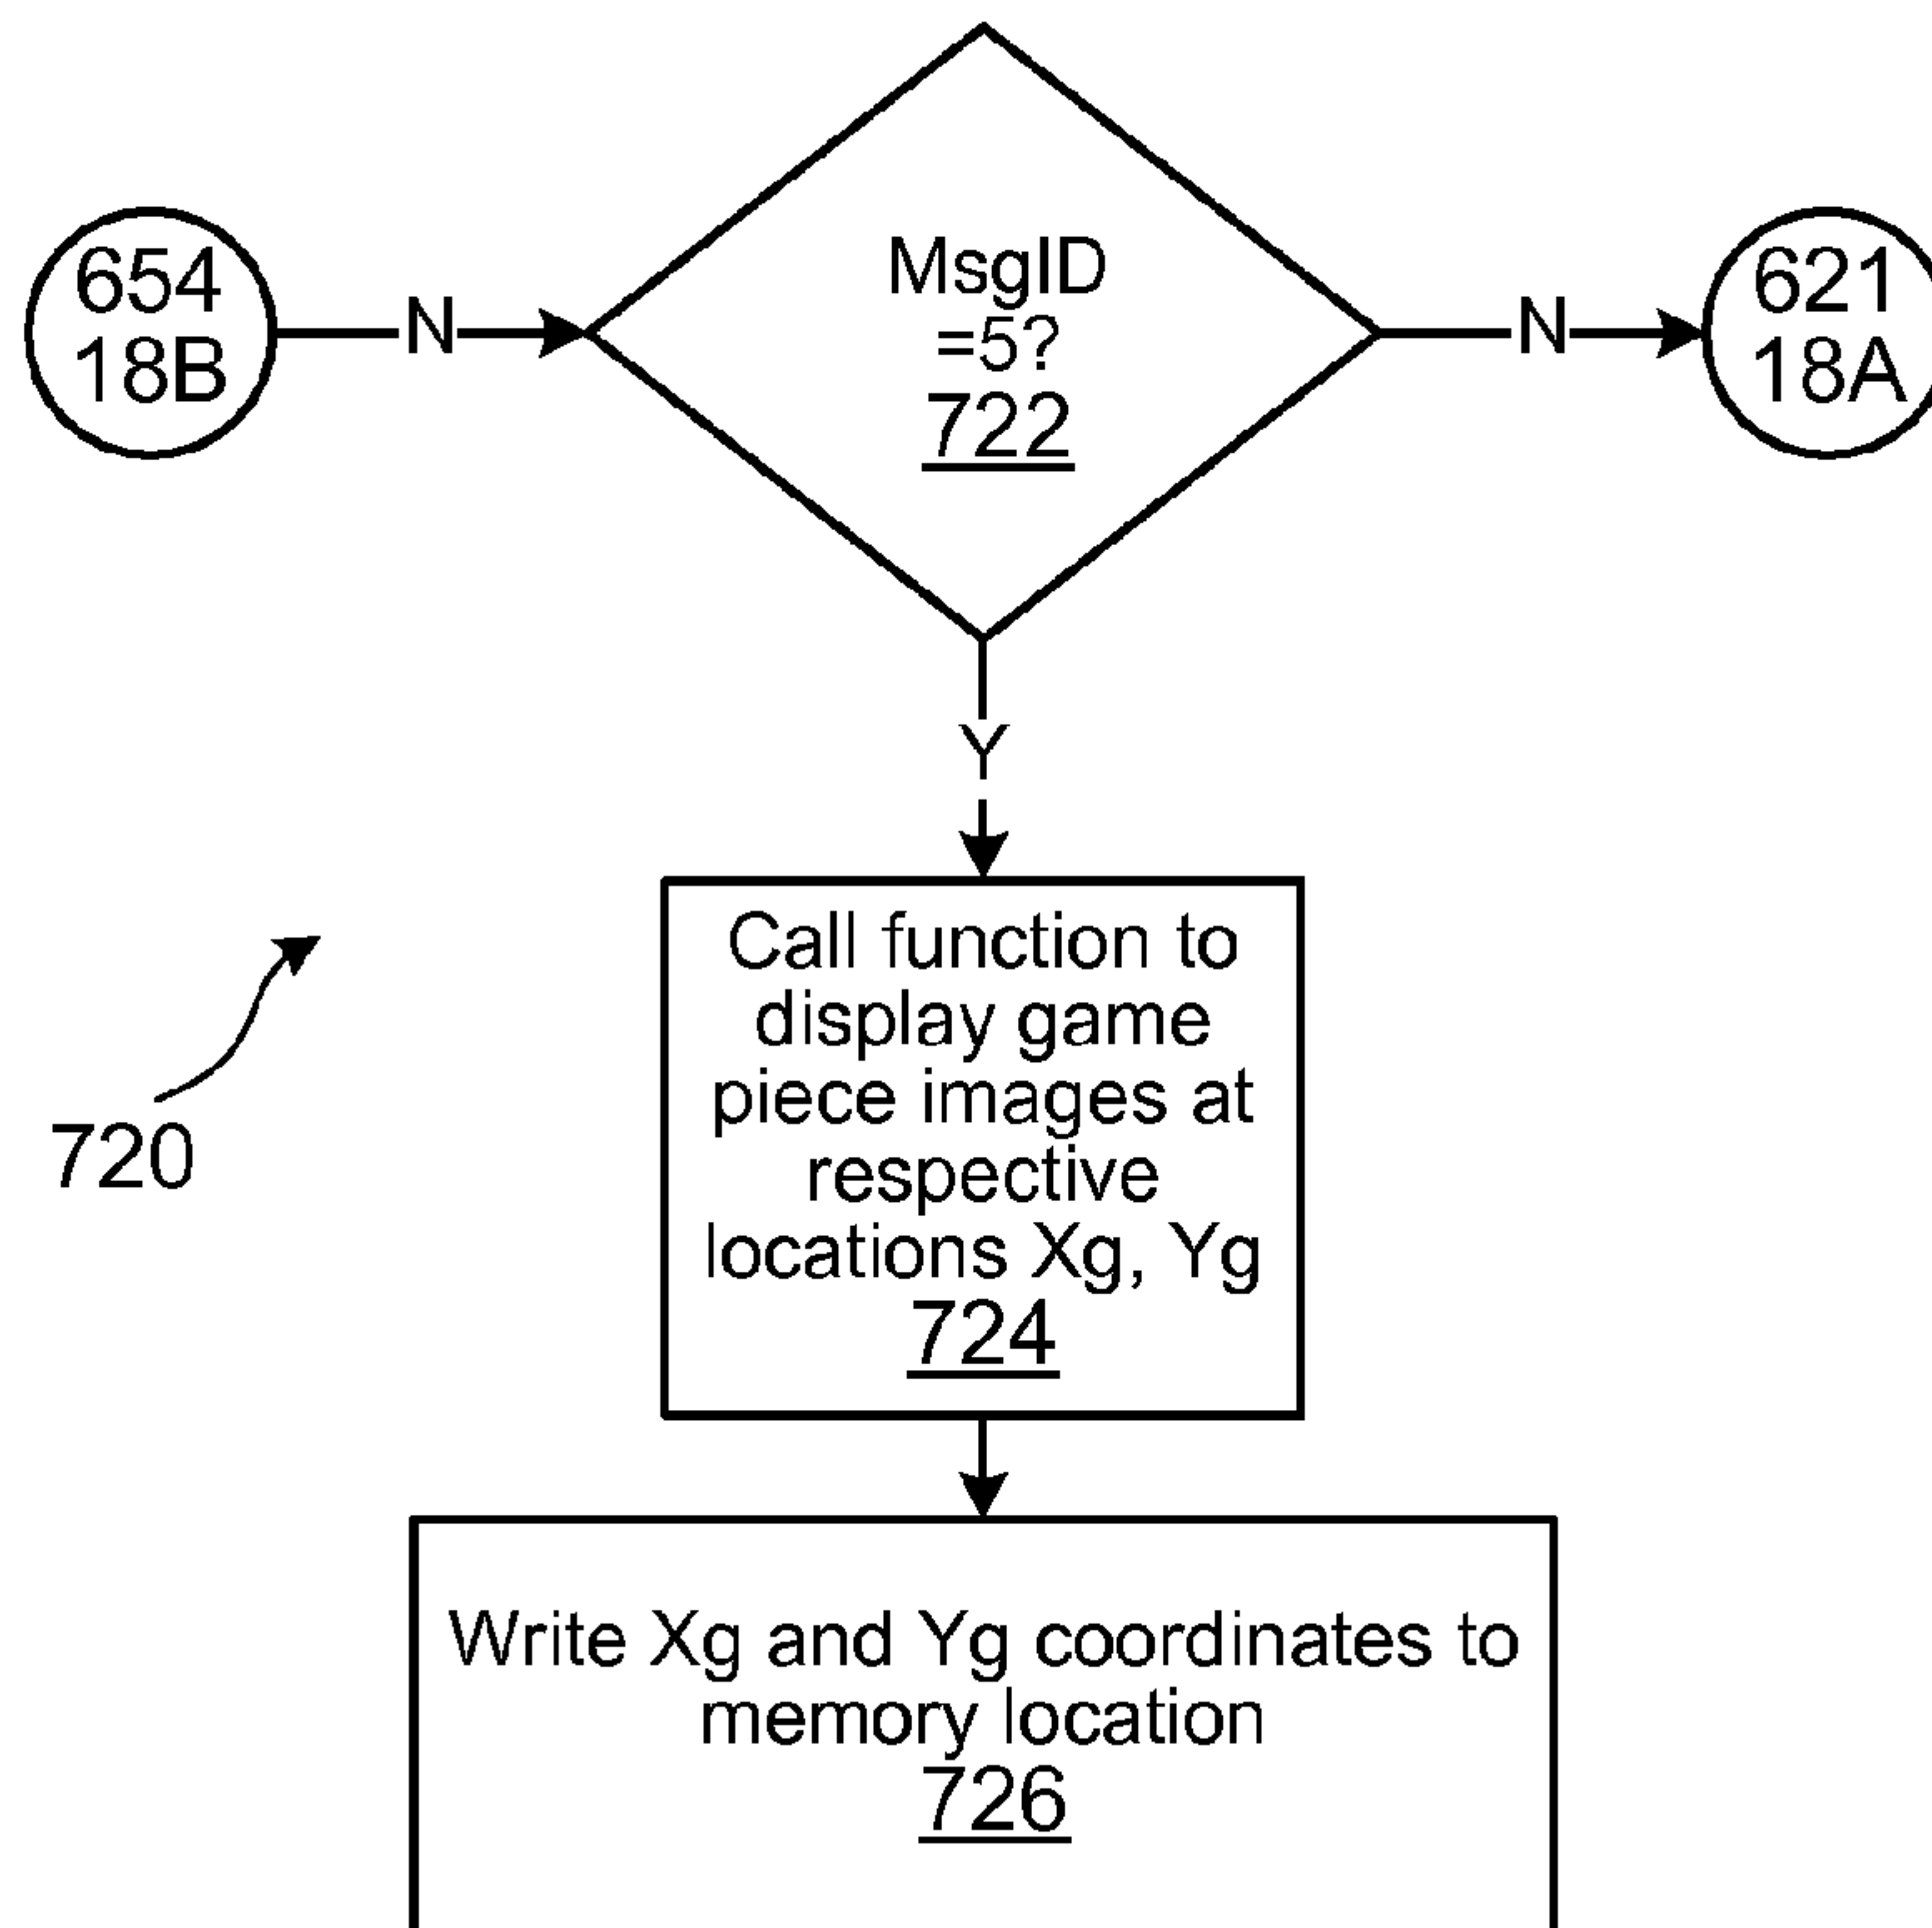 654
18B
N
MsgID
=5?
722
N
621
18A
Y
Call function to
display game
piece images at
respective
locations Xg, Yg
724
720
Write Xg and Yg coordinates to
memory location
726